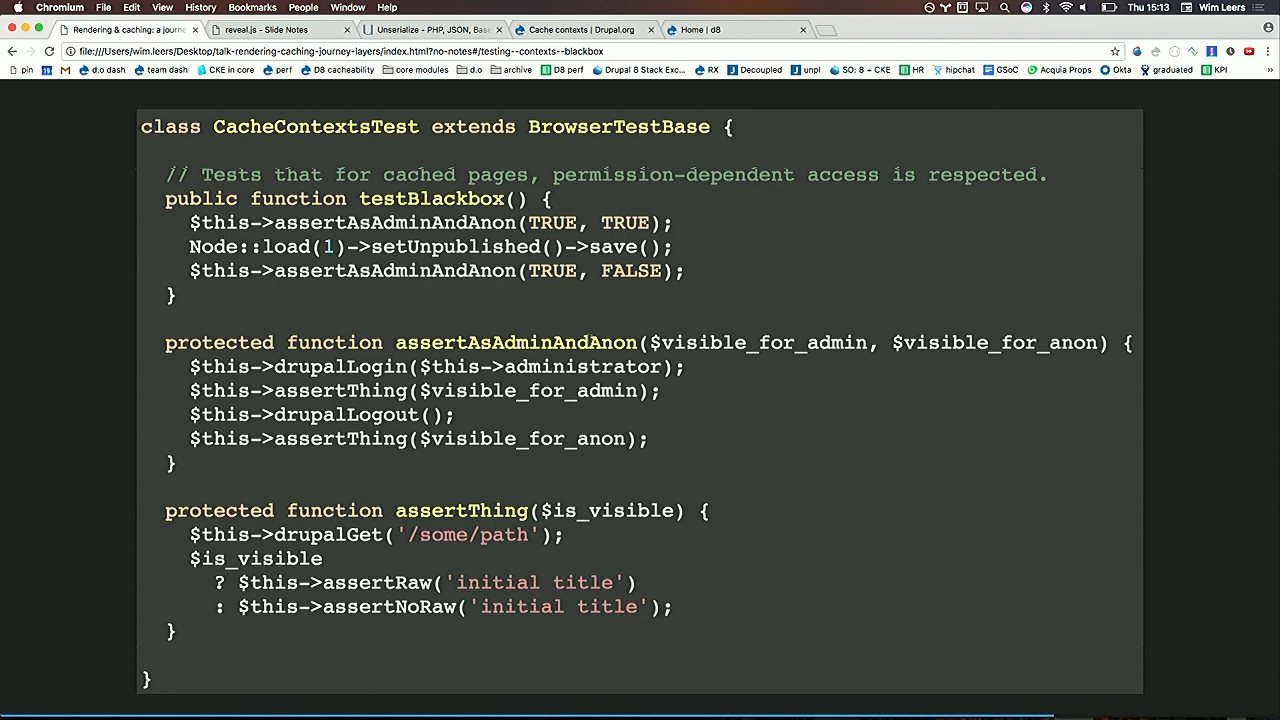 Chromium File Edit View History Bookmarks People Window Help Thu 15:13 Wim Leers
Rendering & caching: a journe × reveal.js - Slide Notes × Unserialize - PHP, JSON, Bas × Cache contexts | Drupal.org × Home | d8 ×
file:///Users/wim.leers/Desktop/talk-rendering-caching-journey-layers/index.html?no-notes#/testing--contexts--blackbox
pin 19 d.o dash team dash CKE in core perf D8 cacheability core modules d.o archive D8 perf Drupal 8 Stack Exc... RX Decoupled unpl SO: 8 + CKE HR hipchat GSoC Acquia Props Okta graduated KPI »
class CacheContextsTest extends BrowserTestBase {
// Tests that for cached pages, permission-dependent access is respected.
public function testBlackbox() {
$this->assertAsAdminAndAnon(TRUE, TRUE);
Node::load(1)->setUnpublished()->save();
$this->assertAsAdminAndAnon(TRUE, FALSE);
}
protected function assertAsAdminAndAnon($visible_for_admin, $visible_for_anon) {
$this->drupalLogin($this->administrator);
$this->assertThing($visible_for_admin);
$this->drupalLogout();
$this->assertThing($visible_for_anon);
}
protected function assertThing($is_visible) {
$this->drupalGet('/some/path');
$is_visible
? $this->assertRaw('initial title')
: $this->assertNoRaw('initial title');
}
}